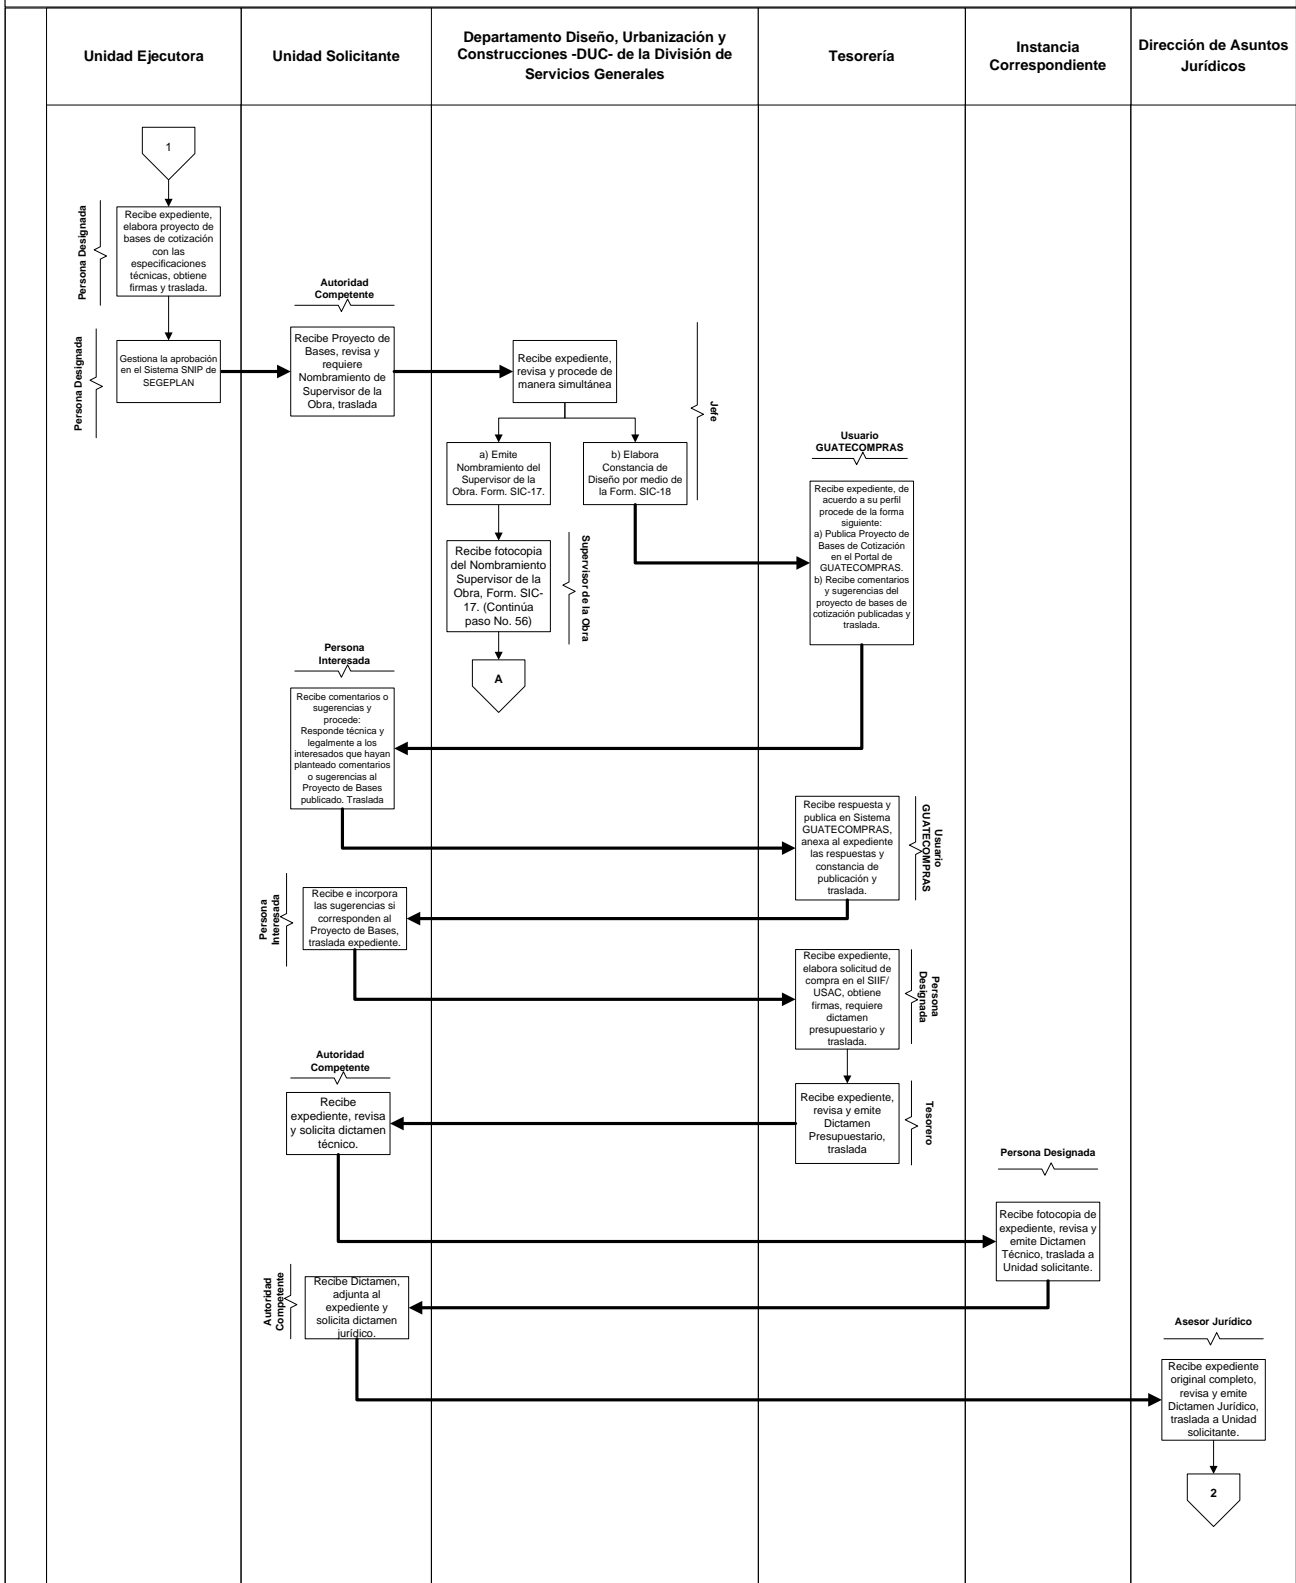 Unidad Ejecutora
Unidad Solicitante
Departamento Diseño, Urbanización y
Construcciones -DUC- de la División de
Servicios Generales
Tesorería
Instancia
Correspondiente
Dirección de Asuntos
Jurídicos
1
Persona Designada
Recibe expediente,
elabora proyecto de
bases de cotización
con las
especificaciones
técnicas, obtiene
firmas y traslada.
Persona Designada
Gestiona la aprobación
en el Sistema SNIP de
SEGEPLAN
Autoridad
Competente
Recibe Proyecto de
Bases, revisa y
requiere
Nombramiento de
Supervisor de la
Obra, traslada
Recibe expediente,
revisa y procede de
manera simultánea
Jefe
a) Emite
Nombramiento del
Supervisor de la
Obra. Form. SIC-17.
b) Elabora
Constancia de
Diseño por medio de
la Form. SIC-18
Recibe fotocopia
del Nombramiento
Supervisor de la
Obra, Form. SIC-
17. (Continúa
paso No. 56)
Supervisor de la Obra
A
Usuario
GUATECOMPRAS
Recibe expediente, de
acuerdo a su perfil
procede de la forma
siguiente:
a) Publica Proyecto de
Bases de Cotización
en el Portal de
GUATECOMPRAS.
b) Recibe comentarios
y sugerencias del
proyecto de bases de
cotización publicadas y
traslada.
Persona
Interesada
Recibe comentarios o
sugerencias y
procede:
Responde técnica y
legalmente a los
interesados que hayan
planteado comentarios
o sugerencias al
Proyecto de Bases
publicado. Traslada
Recibe respuesta y
publica en Sistema
GUATECOMPRAS,
anexa al expediente
las respuestas y
constancia de
publicación y
traslada.
Usuario
GUATECOMPRAS
Persona
Interesada
Recibe e incorpora
las sugerencias si
corresponden al
Proyecto de Bases,
traslada expediente.
Recibe expediente,
elabora solicitud de
compra en el SIIF/
USAC, obtiene
firmas, requiere
dictamen
presupuestario y
traslada.
Persona
Designada
Autoridad
Competente
Recibe
expediente, revisa
y solicita dictamen
técnico.
Recibe expediente,
revisa y emite
Dictamen
Presupuestario,
traslada
Tesorero
Persona Designada
Recibe fotocopia de
expediente, revisa y
emite Dictamen
Técnico, traslada a
Unidad solicitante.
Autoridad
Competente
Recibe Dictamen,
adjunta al
expediente y
solicita dictamen
jurídico.
Asesor Jurídico
Recibe expediente
original completo,
revisa y emite
Dictamen Jurídico,
traslada a Unidad
solicitante.
2